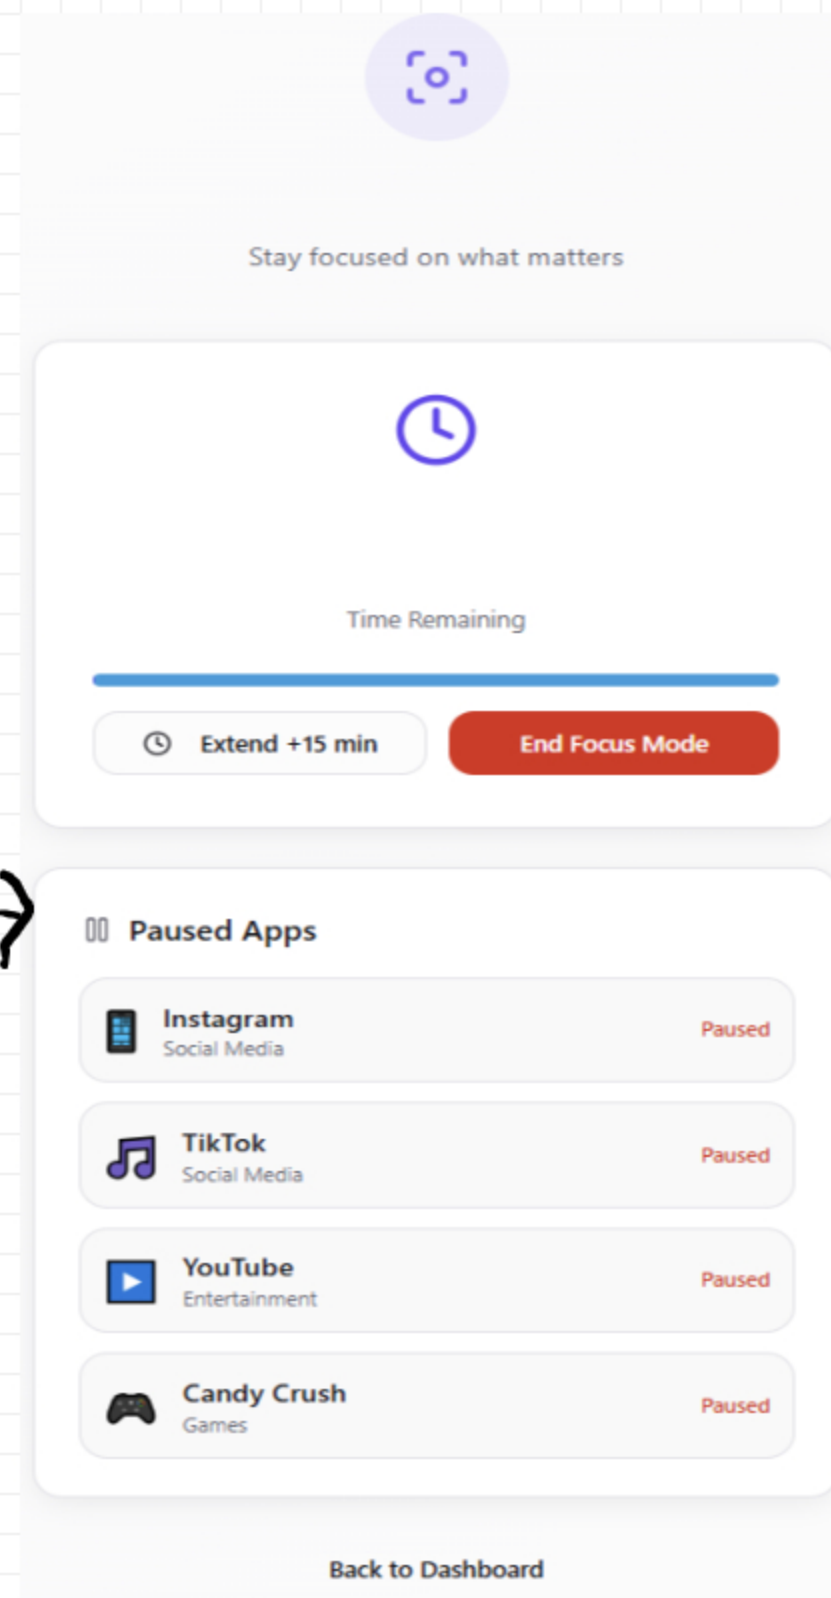 Stay focused on what matters
Time Remaining
Extend +15 min
End Focus Mode
Paused Apps
Instagram
Social Media
Paused
TikTok
Social Media
Paused
YouTube
Entertainment
Paused
Candy Crush
Games
Paused
Back to Dashboard